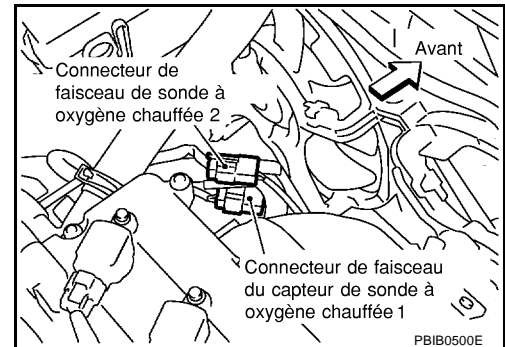 Avant
Connecteur de
faisceau de sonde à
oxygène chauffée 2
Connecteur de faisceau
du capteur de sonde à
oxygène chauffée 1
PBIB0500E